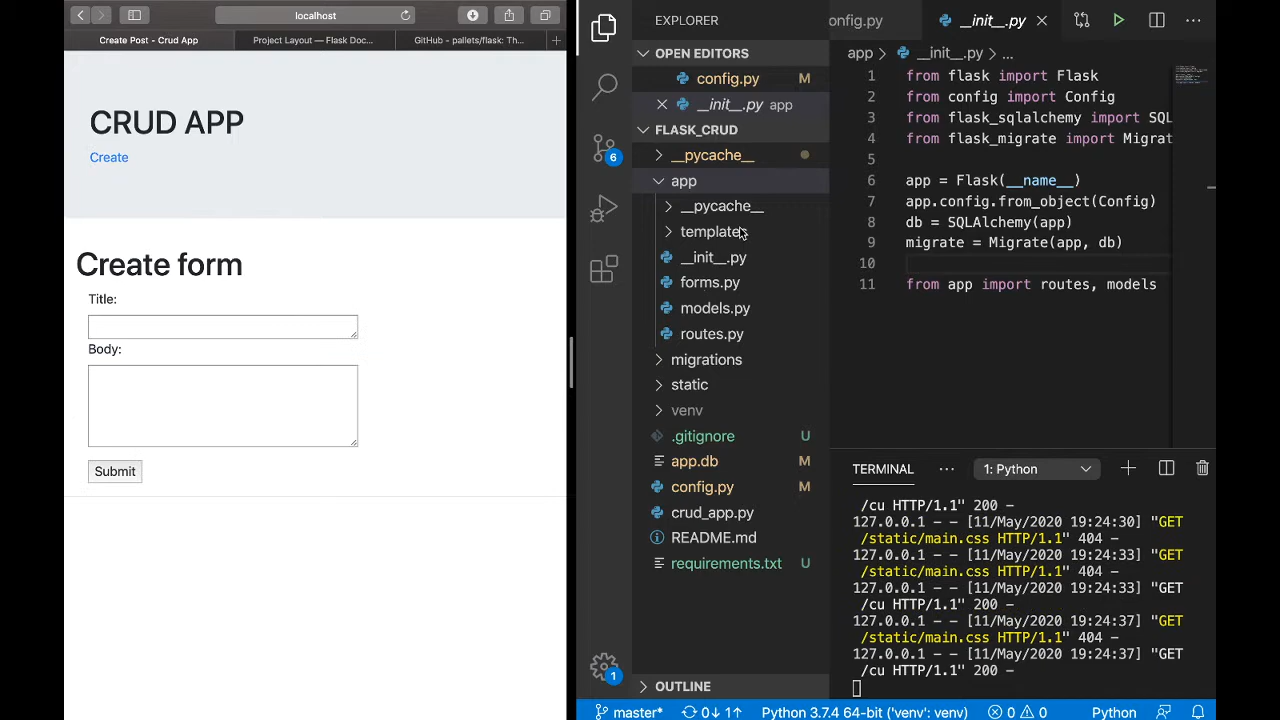 localhost
Create Post - Crud App
Project Layout — Flask Doc...
GitHub - pallets/flask: Th...
CRUD APP
Create
Create form
Title:
Body:
Submit
6
1
EXPLORER
OPEN EDITORS
config.py M
__init__.py app
FLASK_CRUD
__pycache__
app
__pycache__
templates
__init__.py
forms.py
models.py
routes.py
migrations
static
venv
.gitignore U
app.db M
config.py M
crud_app.py
README.md
requirements.txt U
OUTLINE
onfig.py
__init__.py
app > __init__.py > ...
1 from flask import Flask
2 from config import Config
3 from flask_sqlalchemy import SQL
4 from flask_migrate import Migrat
5
6 app = Flask(__name__)
7 app.config.from_object(Config)
8 db = SQLAlchemy(app)
9 migrate = Migrate(app, db)
10
11 from app import routes, models
TERMINAL ... 1: Python
/cu HTTP/1.1" 200 -
127.0.0.1 - - [11/May/2020 19:24:30] "GET
/static/main.css HTTP/1.1" 404 -
127.0.0.1 - - [11/May/2020 19:24:33] "GET
/static/main.css HTTP/1.1" 404 -
127.0.0.1 - - [11/May/2020 19:24:33] "GET
/cu HTTP/1.1" 200 -
127.0.0.1 - - [11/May/2020 19:24:37] "GET
/static/main.css HTTP/1.1" 404 -
127.0.0.1 - - [11/May/2020 19:24:37] "GET
/cu HTTP/1.1" 200 -
master* 0↓ 1↑ Python 3.7.4 64-bit ('venv': venv) 0 0 Python